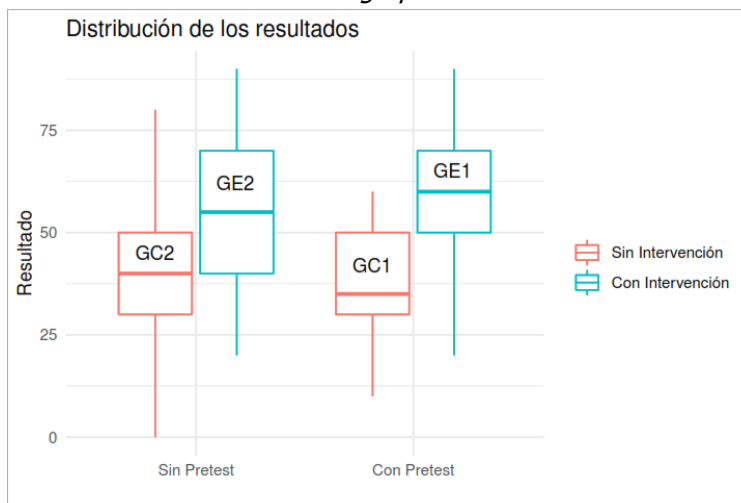 Distribución de los resultados
75
50
25
0
Resultado
GC2
GE2
GC1
GE1
Sin Pretest
Con Pretest
Sin Intervención
Con Intervención